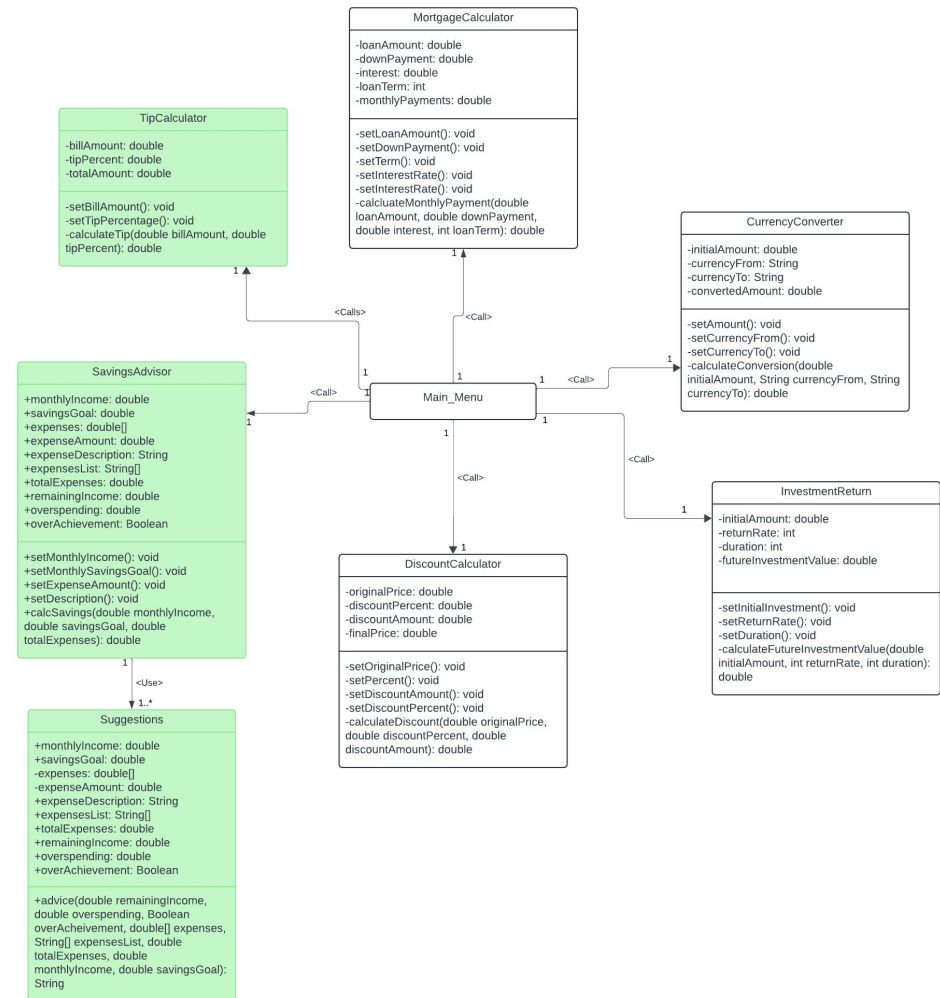 MortgageCalculator
-loanAmount: double
-downPayment: double
-interest: double
-loanTerm: int
-monthlyPayments: double
-setLoanAmount(): void
-setDownPayment(): void
-setTerm(): void
-setInterestRate(): void
-setInterestRate(): void
-calcluateMonthlyPayment(double
loanAmount, double downPayment,
double interest, int loanTerm): double
1
<Call>
1
TipCalculator
-billAmount: double
-tipPercent: double
-totalAmount: double
-setBillAmount(): void
-setTipPercentage(): void
-calculateTip(double billAmount, double
tipPercent): double
1
<Calls>
1
CurrencyConverter
-initialAmount: double
-currencyFrom: String
-currencyTo: String
-convertedAmount: double
-setAmount(): void
-setCurrencyFrom(): void
-setCurrencyTo(): void
-calculateConversion(double
initialAmount, String currencyFrom, String
currencyTo): double
1
<Call>
1
Main_Menu
SavingsAdvisor
+monthlyIncome: double
+savingsGoal: double
+expenses: double[]
+expenseAmount: double
+expenseDescription: String
+expensesList: String[]
+totalExpenses: double
+remainingIncome: double
+overspending: double
+overAchievement: Boolean
+setMonthlyIncome(): void
+setMonthlySavingsGoal(): void
+setExpenseAmount(): void
+setDescription(): void
+calcSavings(double monthlyIncome,
double savingsGoal, double
totalExpenses): double
1
<Call>
1
1
<Call>
1
1
<Call>
1
InvestmentReturn
-initialAmount: double
-returnRate: int
-duration: int
-futureInvestmentValue: double
-setInitialInvestment(): void
-setReturnRate(): void
-setDuration(): void
-calculateFutureInvestmentValue(double
initialAmount, int returnRate, int duration):
double
DiscountCalculator
-originalPrice: double
-discountPercent: double
-discountAmount: double
-finalPrice: double
-setOriginalPrice(): void
-setPercent(): void
-setDiscountAmount(): void
-setDiscountPercent(): void
-calculateDiscount(double originalPrice,
double discountPercent, double
discountAmount): double
1
<Use>
1..*
Suggestions
+monthlyIncome: double
+savingsGoal: double
-expenses: double[]
-expenseAmount: double
+expenseDescription: String
+expensesList: String[]
+totalExpenses: double
+remainingIncome: double
+overspending: double
+overAchievement: Boolean
+advice(double remainingIncome,
double overspending, Boolean
overAcheivement, double[] expenses,
String[] expensesList, double
totalExpenses, double
monthlyIncome, double savingsGoal):
String